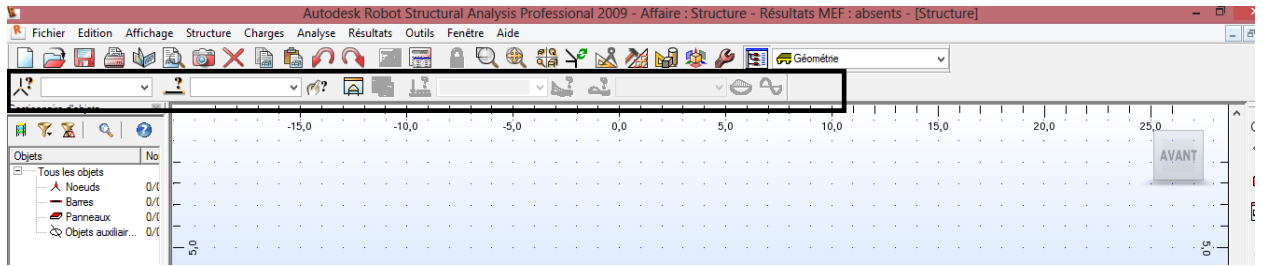 Autodesk Robot Structural Analysis Professional 2009 - Affaire : Structure - Résultats MEF : absents - [Structure]
Fichier Edition Affichage Structure Charges Analyse Résultats Outils Fenêtre Aide
Géométrie
-15,0 -10,0 -5,0 0,0 5,0 10,0 15,0 20,0 25,0
Objets No
AVANT
Tous les objets
Noeuds 0/0
Barres 0/0
Panneaux 0/0
Objets auxiliair... 0/0
5,0 5,0